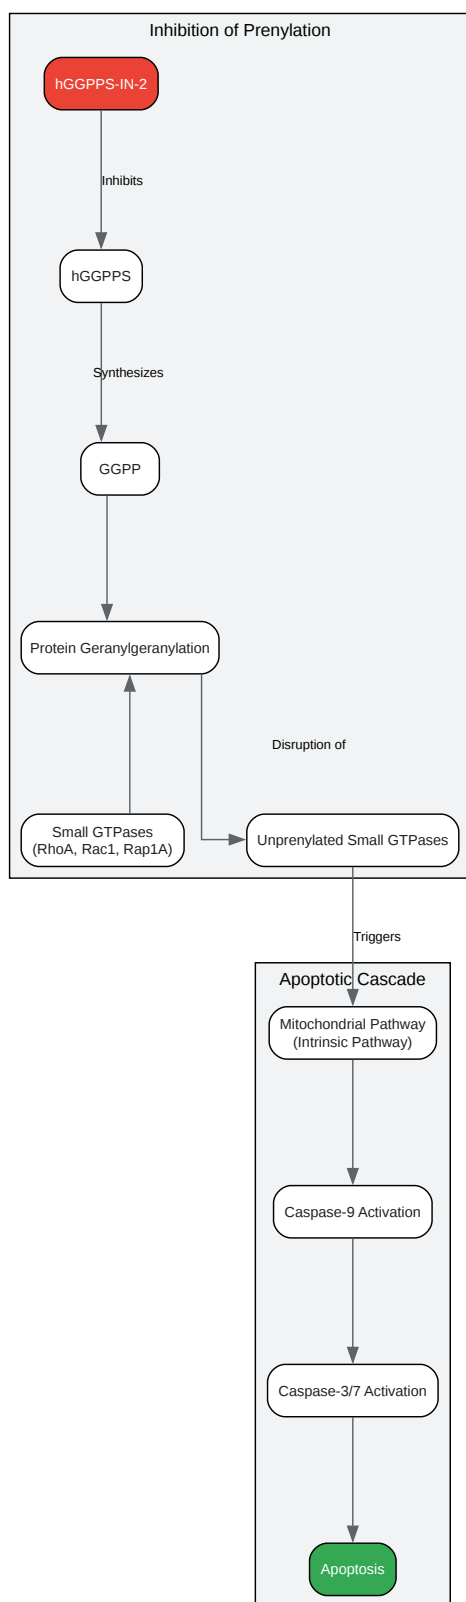 Inhibition of Prenylation
hGGPPS-IN-2
Inhibits
hGGPPS
Synthesizes
GGPP
Protein Geranylgeranylation
Disruption of
Small GTPases
(RhoA, Rac1, Rap1A)
Unprenylated Small GTPases
Triggers
Apoptotic Cascade
Mitochondrial Pathway
(Intrinsic Pathway)
Caspase-9 Activation
Caspase-3/7 Activation
Apoptosis